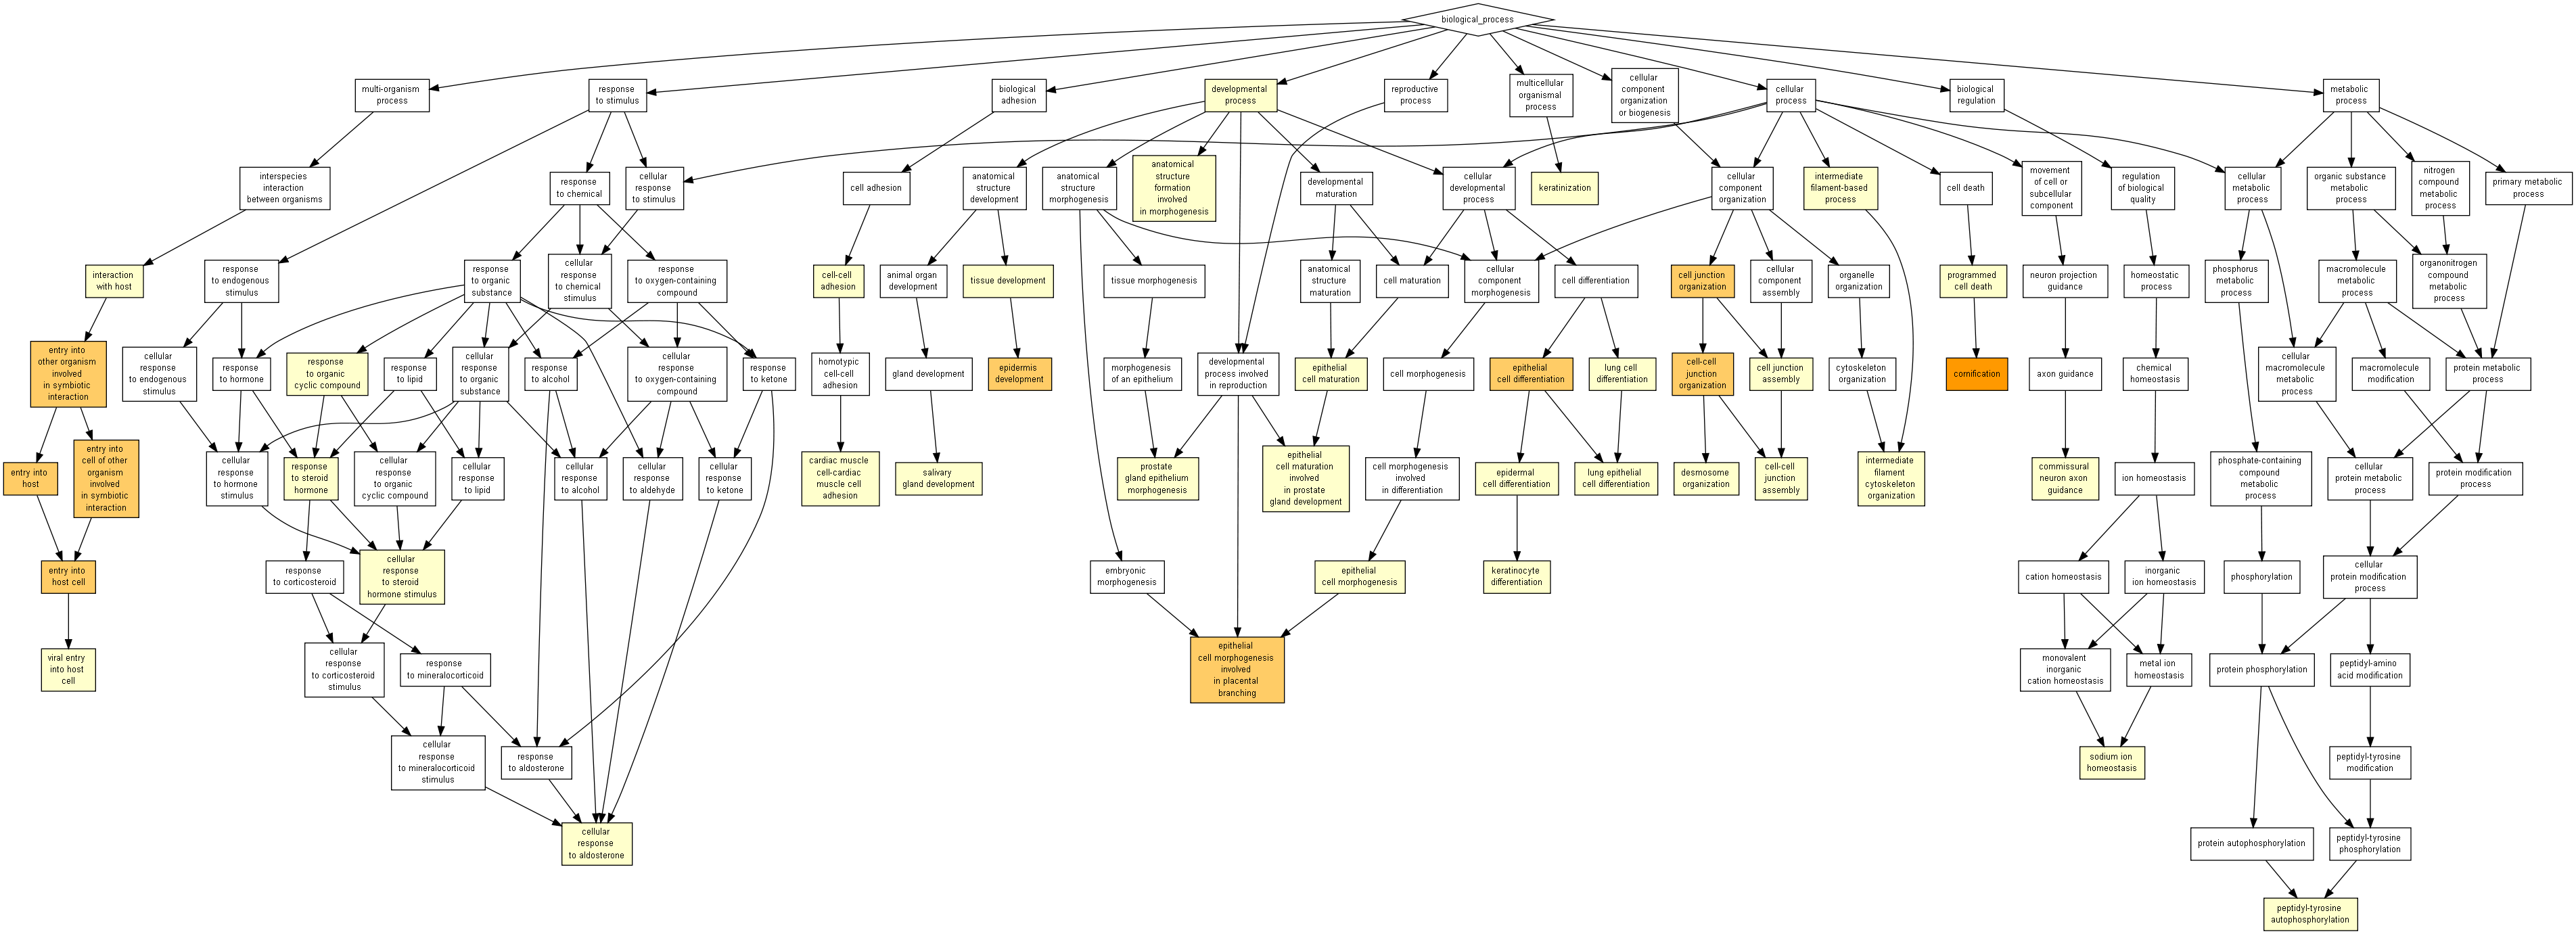 biological_process
multi-organism
process
response
to stimulus
biological
adhesion
developmental
process
reproductive
process
multicellular
organismal
process
cellular
component
organization
or biogenesis
cellular
process
biological
regulation
metabolic
process
interspecies
interaction
between organisms
response
to chemical
cellular
response
to stimulus
cell adhesion
anatomical
structure
development
anatomical
structure
morphogenesis
anatomical
structure
formation
involved
in morphogenesis
developmental
maturation
cellular
developmental
process
keratinization
cellular
component
organization
intermediate
filament-based
process
cell death
movement
of cell or
subcellular
component
regulation
of biological
quality
cellular
metabolic
process
organic substance
metabolic
process
nitrogen
compound
metabolic
process
primary metabolic
process
interaction
with host
response
to endogenous
stimulus
response
to organic
substance
cellular
response
to chemical
stimulus
response
to oxygen-containing
compound
cell-cell
adhesion
animal organ
development
tissue development
tissue morphogenesis
anatomical
structure
maturation
cell maturation
cellular
component
morphogenesis
cell differentiation
cell junction
organization
cellular
component
assembly
organelle
organization
programmed
cell death
neuron projection
guidance
homeostatic
process
phosphorus
metabolic
process
macromolecule
metabolic
process
organonitrogen
compound
metabolic
process
entry into
other organism
involved
in symbiotic
interaction
cellular
response
to endogenous
stimulus
response
to hormone
response
to organic
cyclic compound
response
to lipid
cellular
response
to organic
substance
response
to alcohol
cellular
response
to oxygen-containing
compound
response
to ketone
homotypic
cell-cell
adhesion
gland development
epidermis
development
morphogenesis
of an epithelium
developmental
process involved
in reproduction
epithelial
cell maturation
cell morphogenesis
epithelial
cell differentiation
lung cell
differentiation
cell-cell
junction
organization
cell junction
assembly
cytoskeleton
organization
cornification
axon guidance
chemical
homeostasis
cellular
macromolecule
metabolic
process
macromolecule
modification
protein metabolic
process
entry into
host
entry into
cell of other
organism
involved
in symbiotic
interaction
cellular
response
to hormone
stimulus
response
to steroid
hormone
cellular
response
to organic
cyclic compound
cellular
response
to lipid
cellular
response
to alcohol
cellular
response
to aldehyde
cellular
response
to ketone
cardiac muscle
cell-cardiac
muscle cell
adhesion
salivary
gland development
prostate
gland epithelium
morphogenesis
epithelial
cell maturation
involved
in prostate
gland development
cell morphogenesis
involved
in differentiation
epidermal
cell differentiation
lung epithelial
cell differentiation
desmosome
organization
cell-cell
junction
assembly
intermediate
filament
cytoskeleton
organization
commissural
neuron axon
guidance
ion homeostasis
phosphate-containing
compound
metabolic
process
cellular
protein metabolic
process
protein modification
process
entry into
host cell
response
to corticosteroid
cellular
response
to steroid
hormone stimulus
embryonic
morphogenesis
epithelial
cell morphogenesis
keratinocyte
differentiation
cation homeostasis
inorganic
ion homeostasis
phosphorylation
cellular
protein modification
process
viral entry
into host
cell
cellular
response
to corticosteroid
stimulus
response
to mineralocorticoid
epithelial
cell morphogenesis
involved
in placental
branching
monovalent
inorganic
cation homeostasis
metal ion
homeostasis
protein phosphorylation
peptidyl-amino
acid modification
cellular
response
to mineralocorticoid
stimulus
response
to aldosterone
sodium ion
homeostasis
peptidyl-tyrosine
modification
cellular
response
to aldosterone
protein autophosphorylation
peptidyl-tyrosine
phosphorylation
peptidyl-tyrosine
autophosphorylation